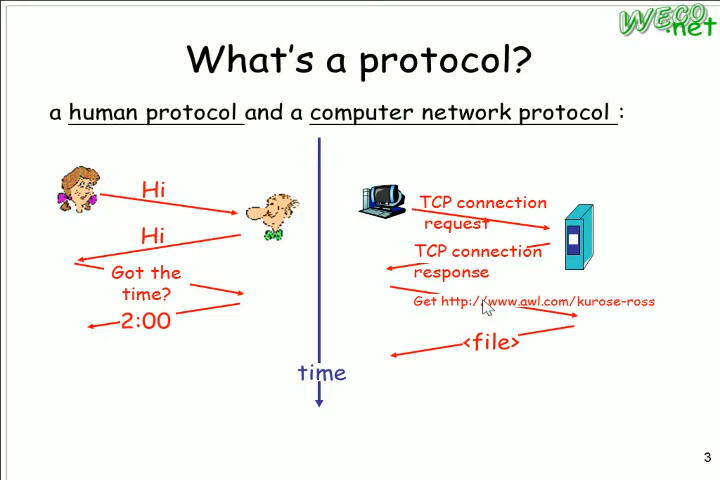 WECO
.net
What's a protocol?
a human protocol and a computer network protocol :
Hi
Hi
Got the
time?
2:00
TCP connection
request
TCP connection
response
Get http://www.awl.com/kurose-ross
<file>
time
3